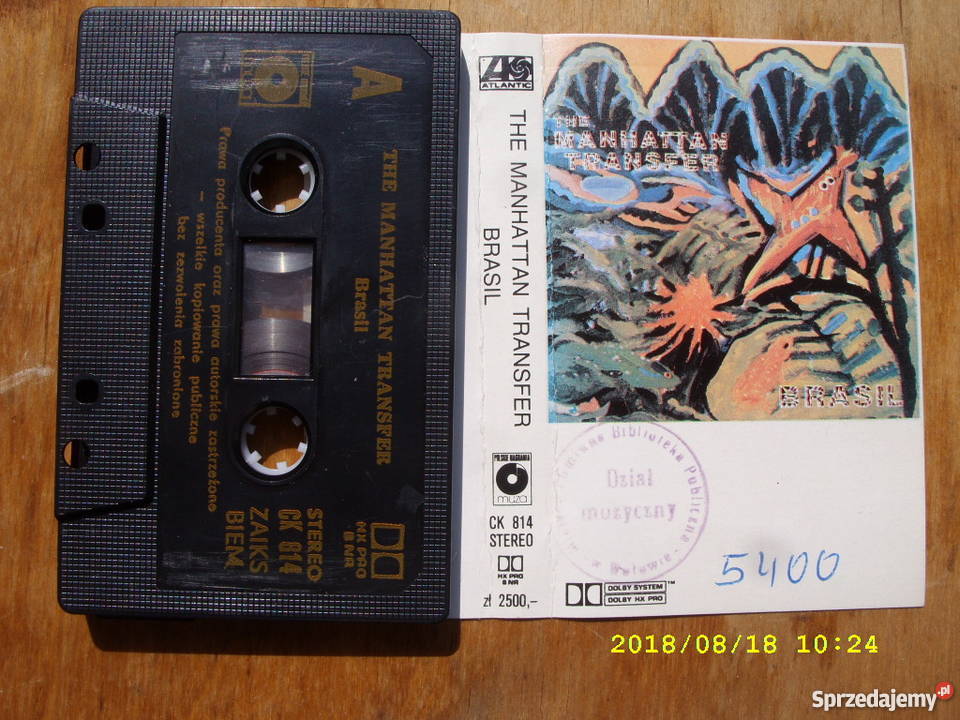 A
THE MANHATTAN TRANSFER
Brasil
Prawa producenta oraz prawa autorskie zastrzeżone
— wszelkie kopiowanie publiczne
bez zezwolenia zabronione
STEREO
CK 814
ZAIKS
BIEM
HX PRO
B NR
ATLANTIC
THE MANHATTAN TRANSFER
BRASIL
POLSKIE NAGRANIA
muza
CK 814
STEREO
HX PRO
B NR
zł 2500,-
THE
MANHATTAN
TRANSFER
BRASIL
Biblioteka Publiczna
Dział
muzyczny
5400
DOLBY SYSTEM™
DOLBY HX PRO
2018/08/18 10:24
Sprzedajemy.pl